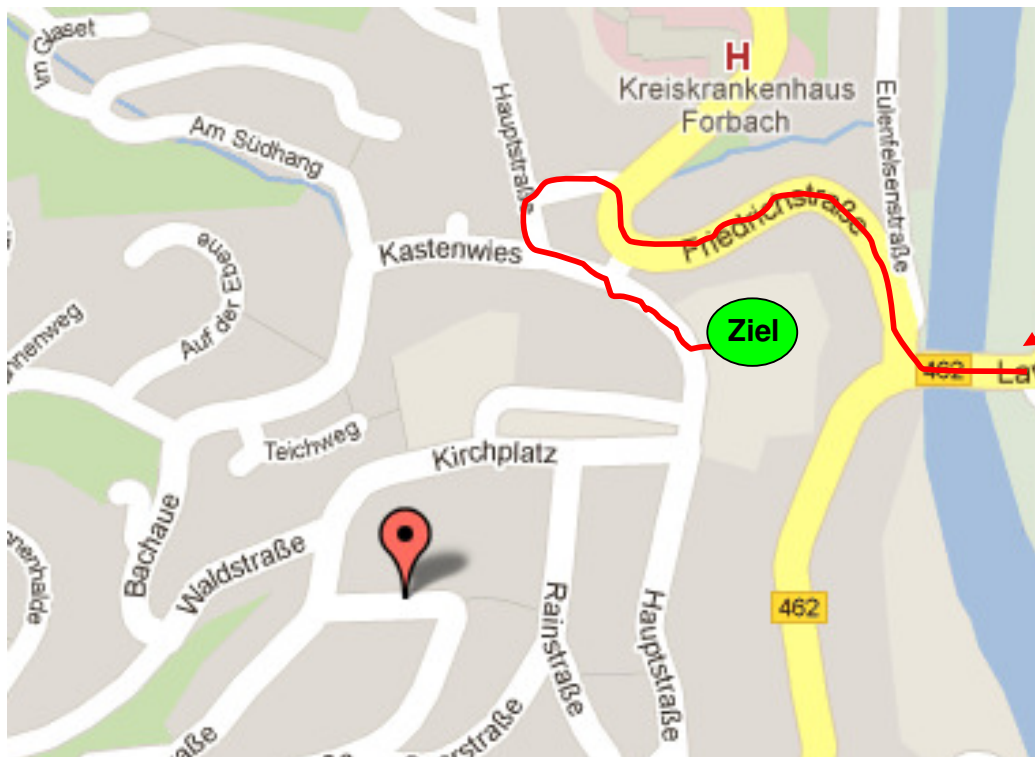 Im Glaset
H
Kreiskrankenhaus
Forbach
Hauptstraße
Eulenfelsenstraße
Am Südhang
Friedrichstraße
Kastenwies
Auf der Ebene
Ziel
462
Teichweg
Kirchplatz
Bachaue
Waldstraße
Rainstraße
Hauptstraße
462